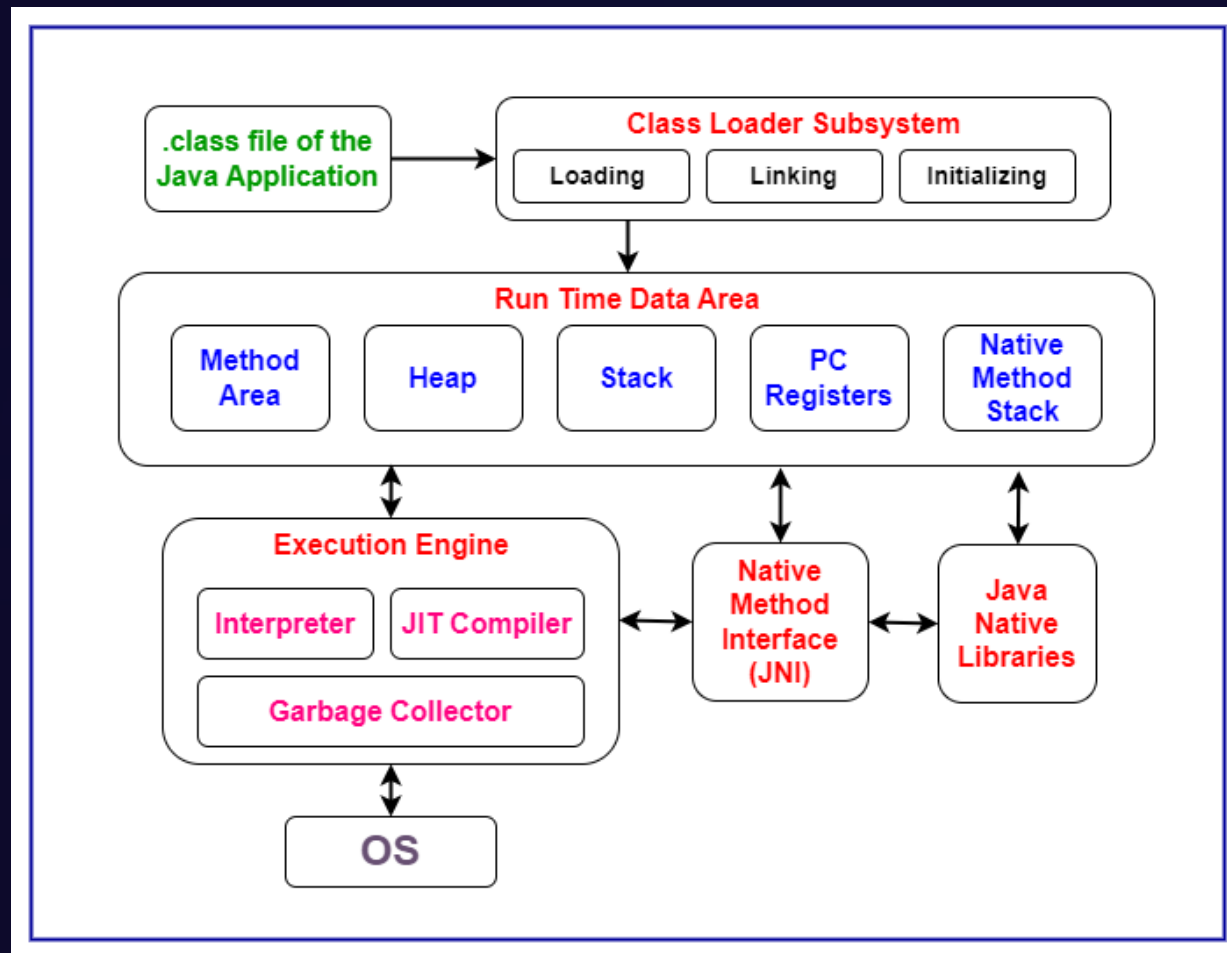 .class file of the
Java Application
Class Loader Subsystem
Loading
Linking
Initializing
Run Time Data Area
Method
Area
Heap
Stack
PC
Registers
Native
Method
Stack
Execution Engine
Interpreter
JIT Compiler
Garbage Collector
Native
Method
Interface
(JNI)
Java
Native
Libraries
OS